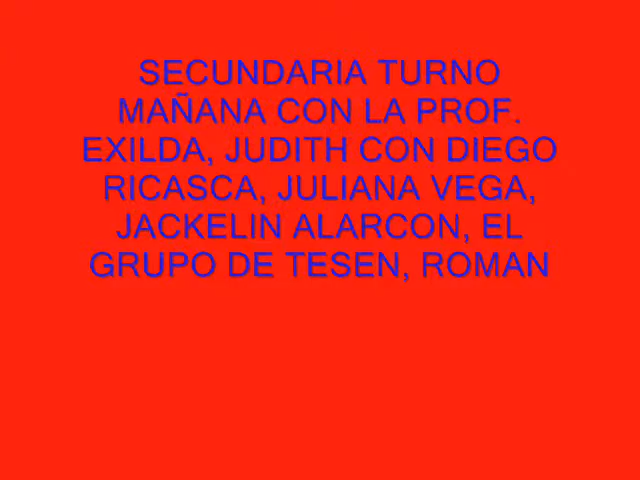 SECUNDARIA TURNO
MAÑANA CON LA PROF.
EXILDA, JUDITH CON DIEGO
RICASCA, JULIANA VEGA,
JACKELIN ALARCON, EL
GRUPO DE TESEN, ROMAN